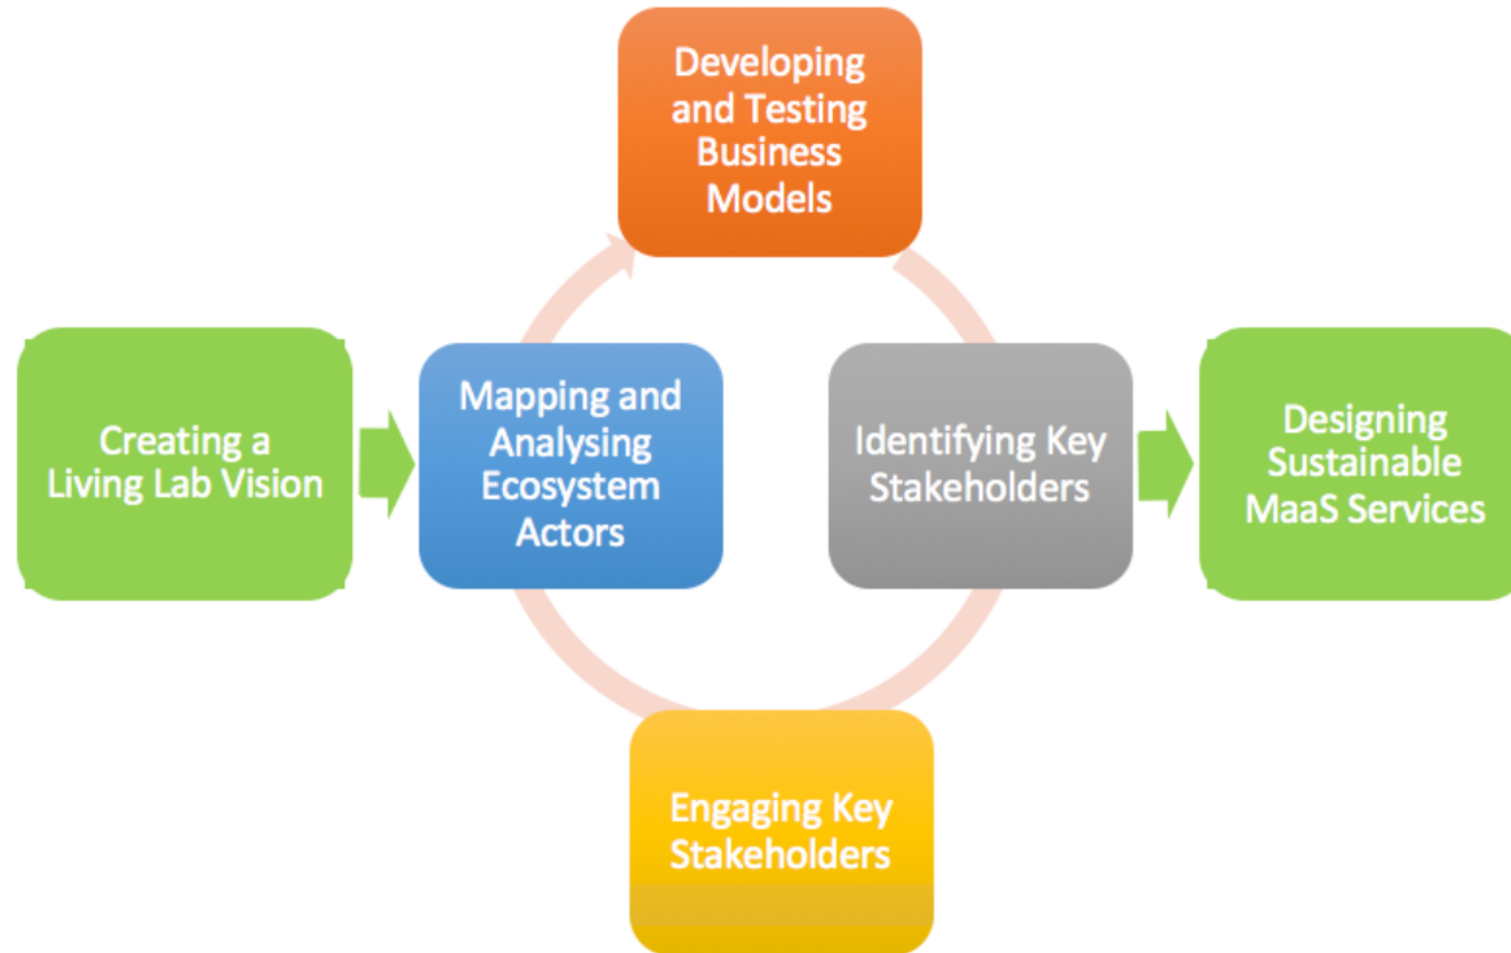 Developing
and Testing
Business
Models
Creating a
Living Lab Vision
Mapping and
Analysing
Ecosystem
Actors
Identifying Key
Stakeholders
Designing
Sustainable
MaaS Services
Engaging Key
Stakeholders